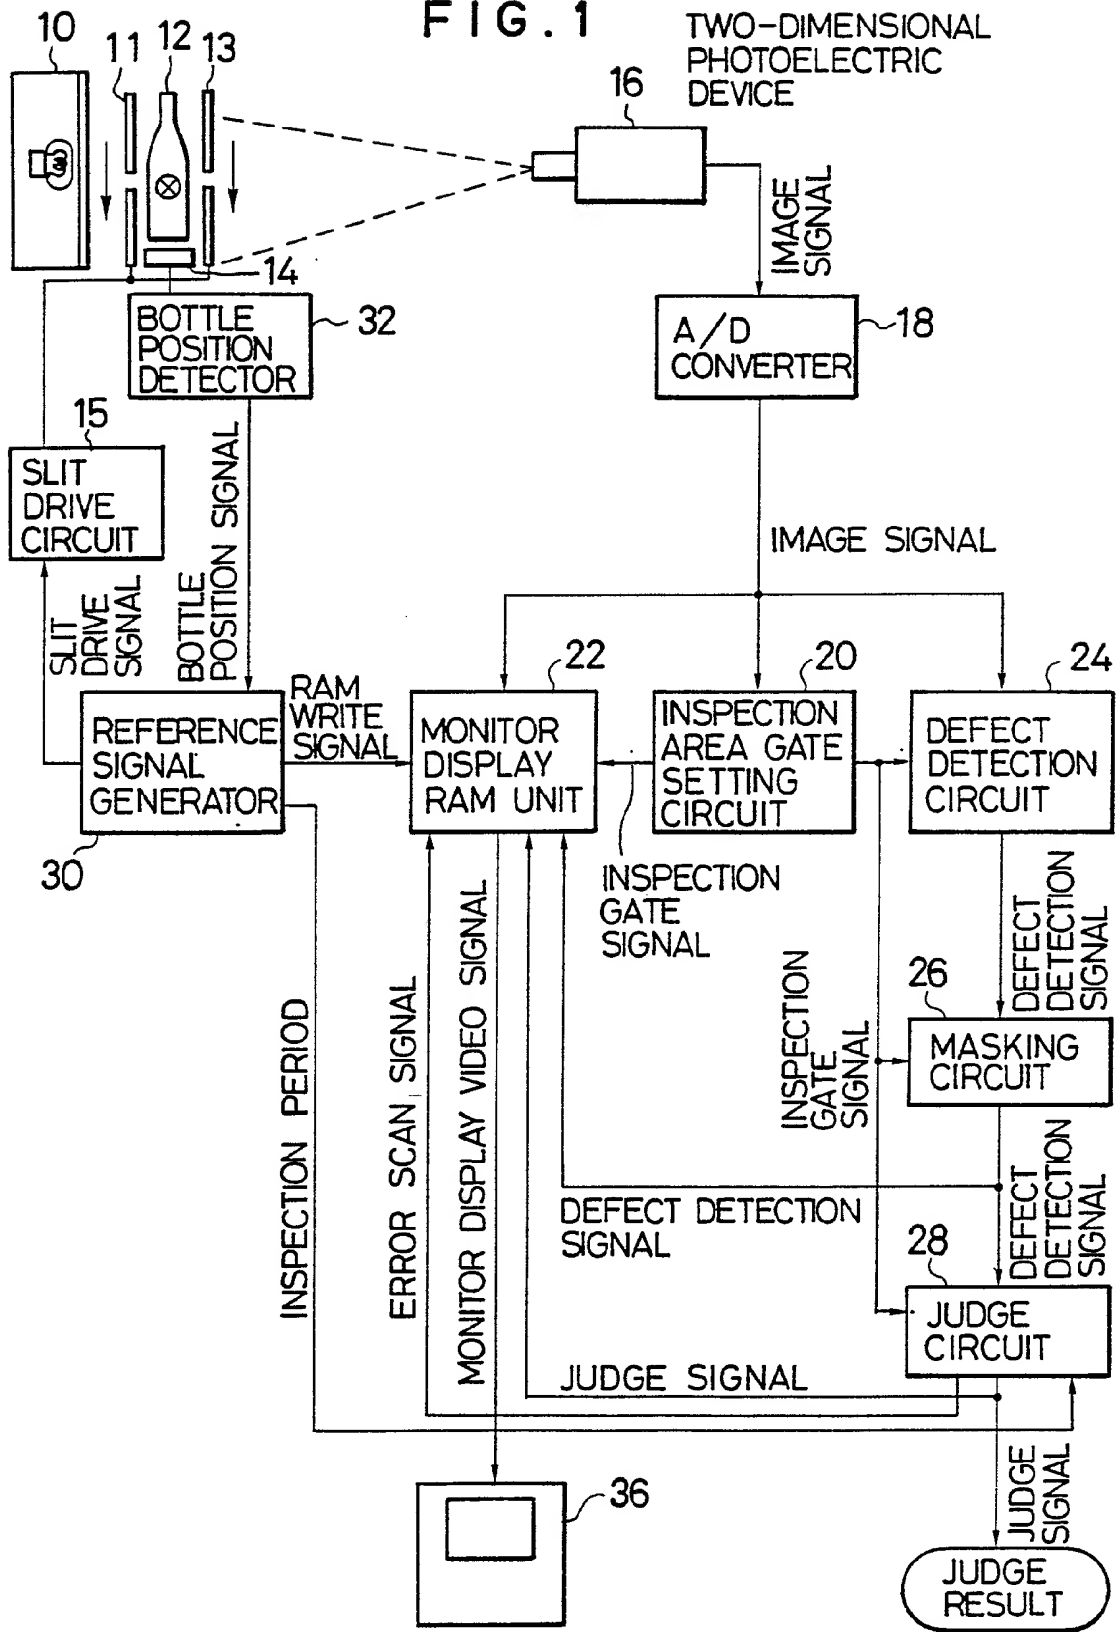 FIG. 1
TWO-DIMENSIONAL
PHOTOELECTRIC
DEVICE
10
11
12
13
16
14
IMAGE
SIGNAL
BOTTLE
POSITION
DETECTOR
32
A/D
CONVERTER
18
15
SLIT
DRIVE
CIRCUIT
BOTTLE
POSITION SIGNAL
IMAGE SIGNAL
SLIT
DRIVE
SIGNAL
22
20
24
REFERENCE
SIGNAL
GENERATOR
30
RAM
WRITE
SIGNAL
MONITOR
DISPLAY
RAM UNIT
INSPECTION
AREA GATE
SETTING
CIRCUIT
DEFECT
DETECTION
CIRCUIT
INSPECTION
GATE
SIGNAL
DEFECT
DETECTION
SIGNAL
26
MASKING
CIRCUIT
INSPECTION
GATE
SIGNAL
INSPECTION PERIOD
ERROR SCAN SIGNAL
MONITOR DISPLAY VIDEO SIGNAL
DEFECT DETECTION
SIGNAL
DEFECT
DETECTION
SIGNAL
28
JUDGE
CIRCUIT
JUDGE SIGNAL
36
JUDGE
SIGNAL
JUDGE
RESULT